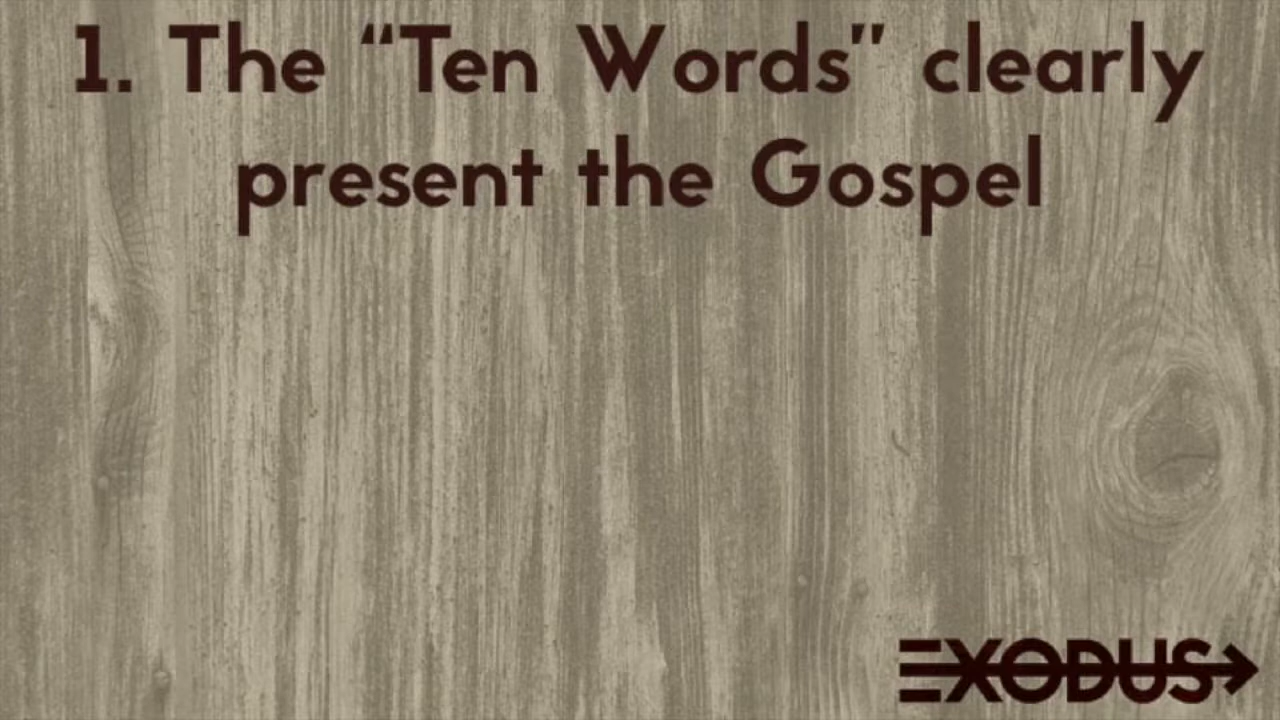 1. The “Ten Words” clearly
present the Gospel
EXODUS